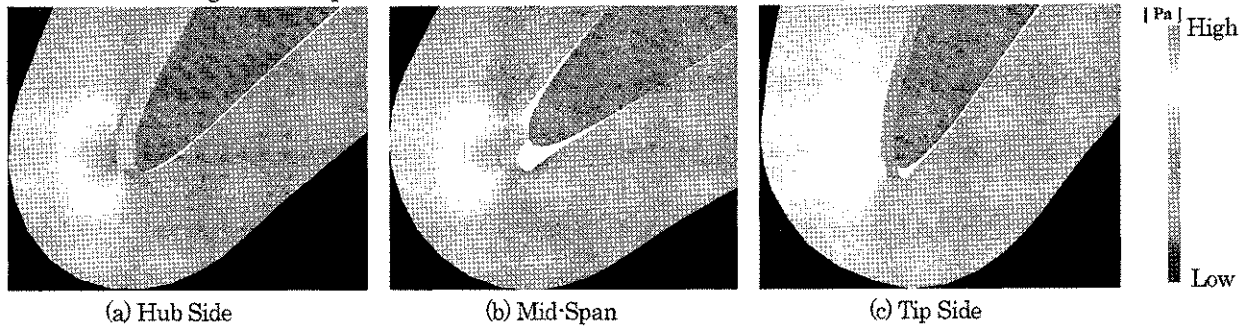 [ Pa ]
High
Low
(a) Hub Side
(b) Mid-Span
(c) Tip Side